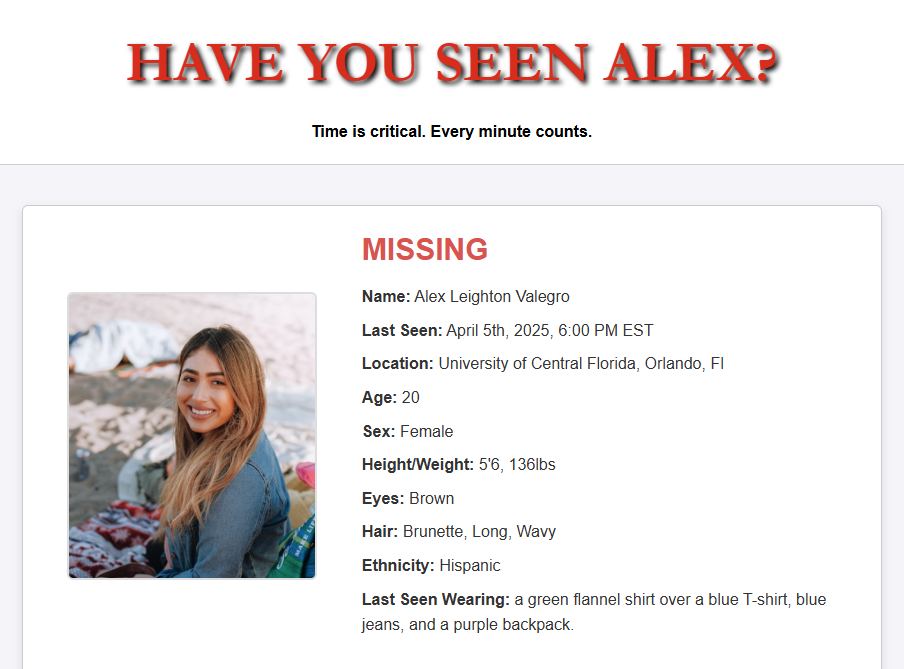 HAVE YOU SEEN ALEX?
Time is critical. Every minute counts.
MISSING
Name: Alex Leighton Valegro
Last Seen: April 5th, 2025, 6:00 PM EST
Location: University of Central Florida, Orlando, Fl
Age: 20
Sex: Female
Height/Weight: 5'6, 136lbs
Eyes: Brown
Hair: Brunette, Long, Wavy
Ethnicity: Hispanic
Last Seen Wearing: a green flannel shirt over a blue T-shirt, blue
jeans, and a purple backpack.